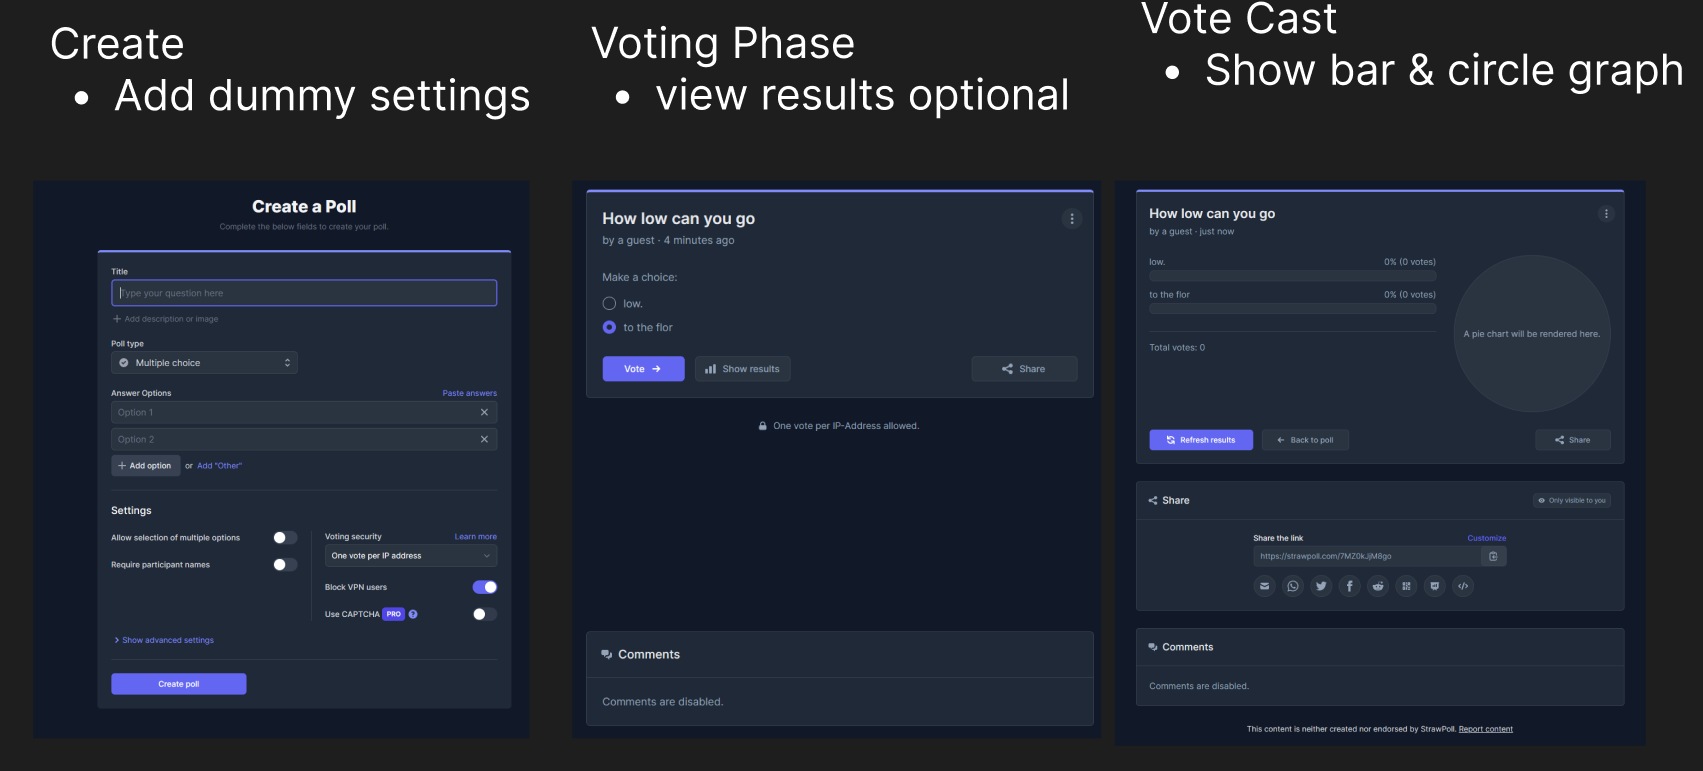 Create
• Add dummy settings
Create a Poll
Complete the below fields to create your poll.
Title
Type your question here
+ Add description or image
Poll type
Multiple choice
Answer Options Paste answers
Option 1
Option 2
+ Add option or Add "Other"
Settings
Allow selection of multiple options
Require participant names
Voting security Learn more
One vote per IP address
Block VPN users
Use CAPTCHA PRO ?
> Show advanced settings
Create poll
Voting Phase
• view results optional
How low can you go
by a guest · 4 minutes ago
Make a choice:
low.
to the flor
Vote →
Show results
Share
One vote per IP-Address allowed.
Comments
Comments are disabled.
Vote Cast
• Show bar & circle graph
How low can you go
by a guest · just now
low. 0% (0 votes)
to the flor 0% (0 votes)
Total votes: 0
A pie chart will be rendered here.
Refresh results
← Back to poll
Share
Share
Only visible to you
Share the link Customize
https://strawpoll.com/7MZ0kJjM8go
Comments
Comments are disabled.
This content is neither created nor endorsed by StrawPoll. Report content